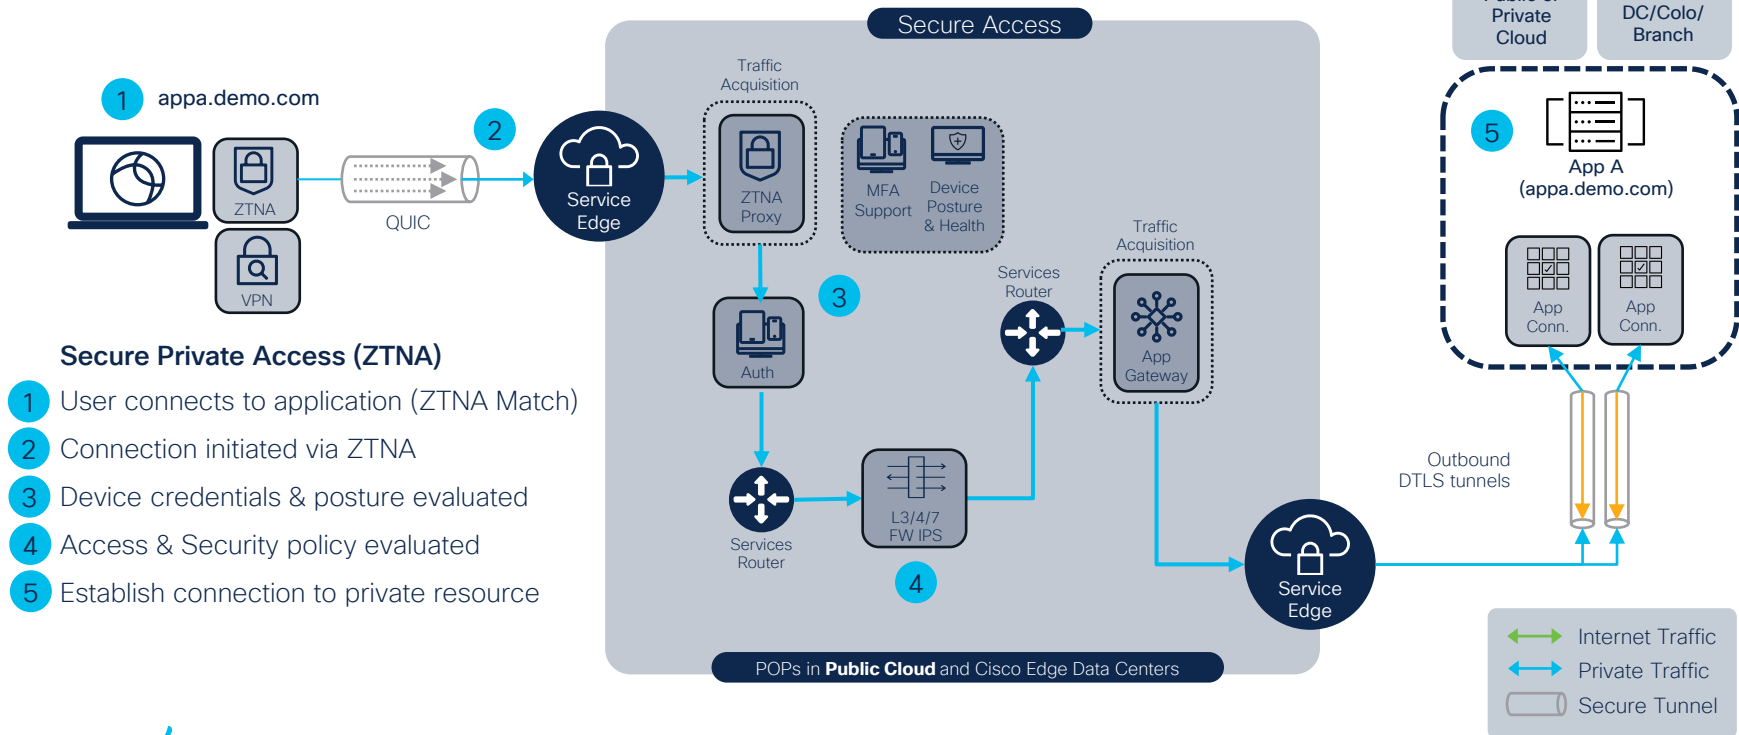 Secure Access
Private
Cloud
DC/Colo/
Branch
1
appa.demo.com
2
ZTNA
VPN
QUIC
Service
Edge
Traffic
Acquisition
ZTNA
Proxy
MFA
Support
Device
Posture
& Health
3
Auth
Services
Router
L3/4/7
FW IPS
4
Services
Router
Traffic
Acquisition
App
Gateway
Service
Edge
5
App A
(appa.demo.com)
App
Conn.
App
Conn.
Outbound
DTLS tunnels
Secure Private Access (ZTNA)
1 User connects to application (ZTNA Match)
2 Connection initiated via ZTNA
3 Device credentials & posture evaluated
4 Access & Security policy evaluated
5 Establish connection to private resource
POPs in Public Cloud and Cisco Edge Data Centers
Internet Traffic
Private Traffic
Secure Tunnel